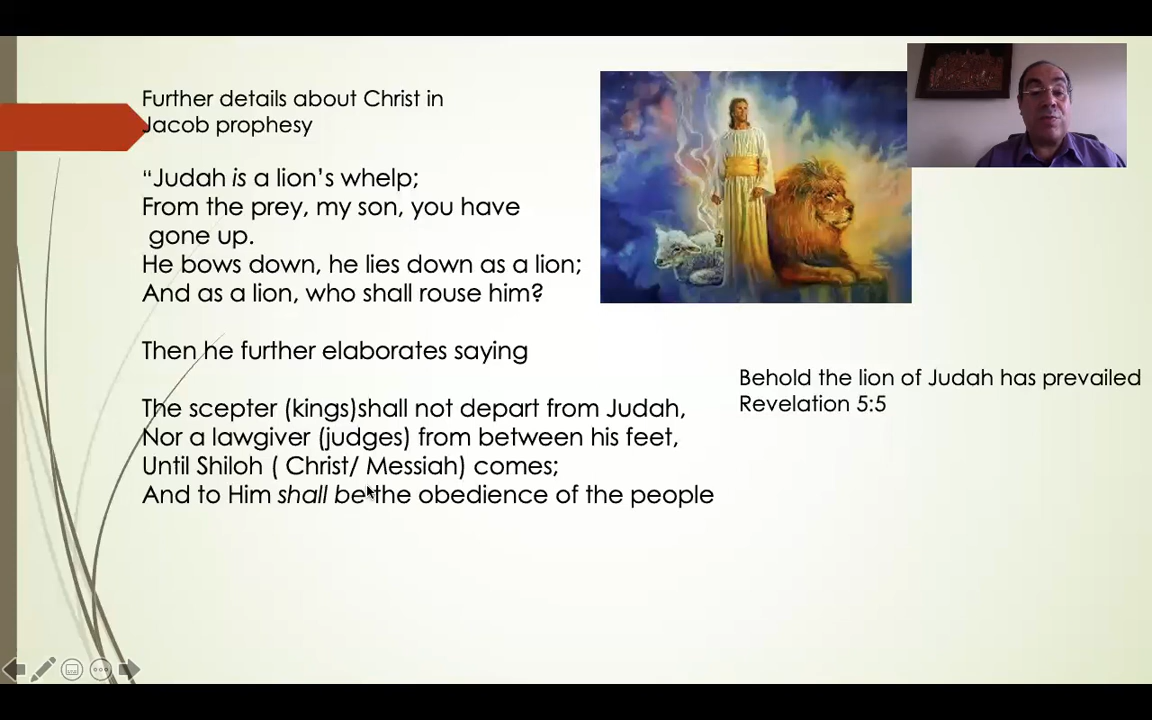 Further details about Christ in
Jacob prophesy
“Judah is a lion’s whelp;
From the prey, my son, you have
gone up.
He bows down, he lies down as a lion;
And as a lion, who shall rouse him?
Then he further elaborates saying
The scepter (kings)shall not depart from Judah,
Nor a lawgiver (judges) from between his feet,
Until Shiloh ( Christ/ Messiah) comes;
And to Him shall be the obedience of the people
Behold the lion of Judah has prevailed
Revelation 5:5